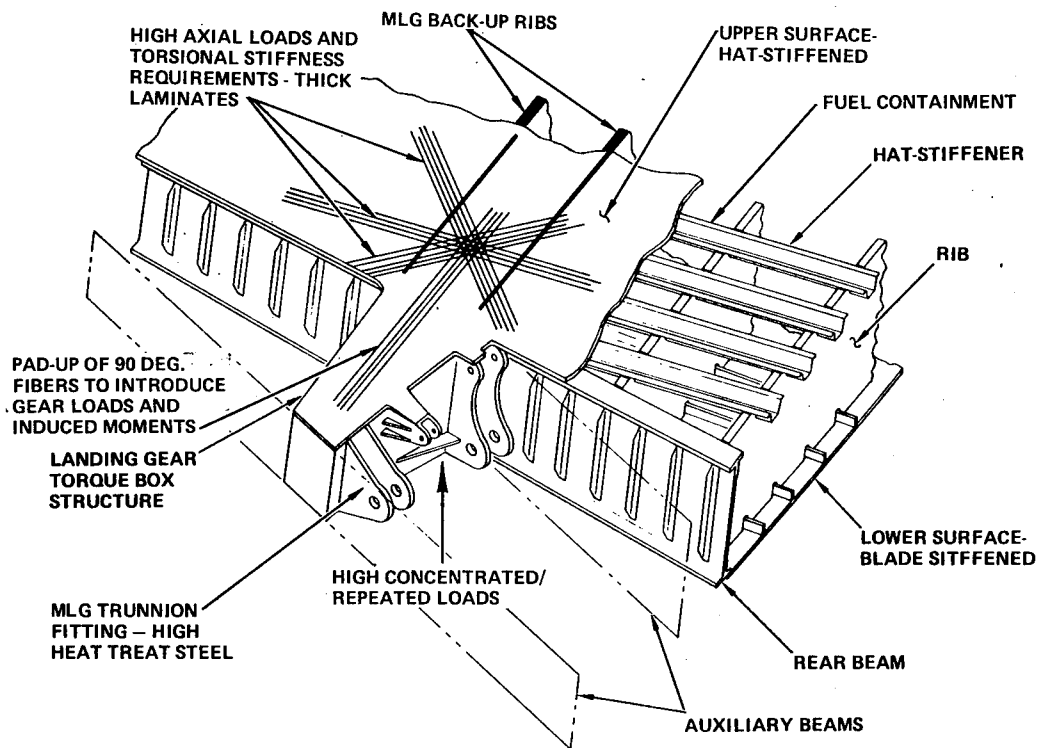 MLG BACK-UP RIBS
HIGH AXIAL LOADS AND
TORSIONAL STIFFNESS
REQUIREMENTS - THICK
LAMINATES
UPPER SURFACE-
HAT-STIFFENED
FUEL CONTAINMENT
HAT-STIFFENER
RIB
PAD-UP OF 90 DEG.
FIBERS TO INTRODUCE
GEAR LOADS AND
INDUCED MOMENTS
LANDING GEAR
TORQUE BOX
STRUCTURE
LOWER SURFACE-
BLADE SITFFENED
HIGH CONCENTRATED/
REPEATED LOADS
MLG TRUNNION
FITTING – HIGH
HEAT TREAT STEEL
REAR BEAM
AUXILIARY BEAMS